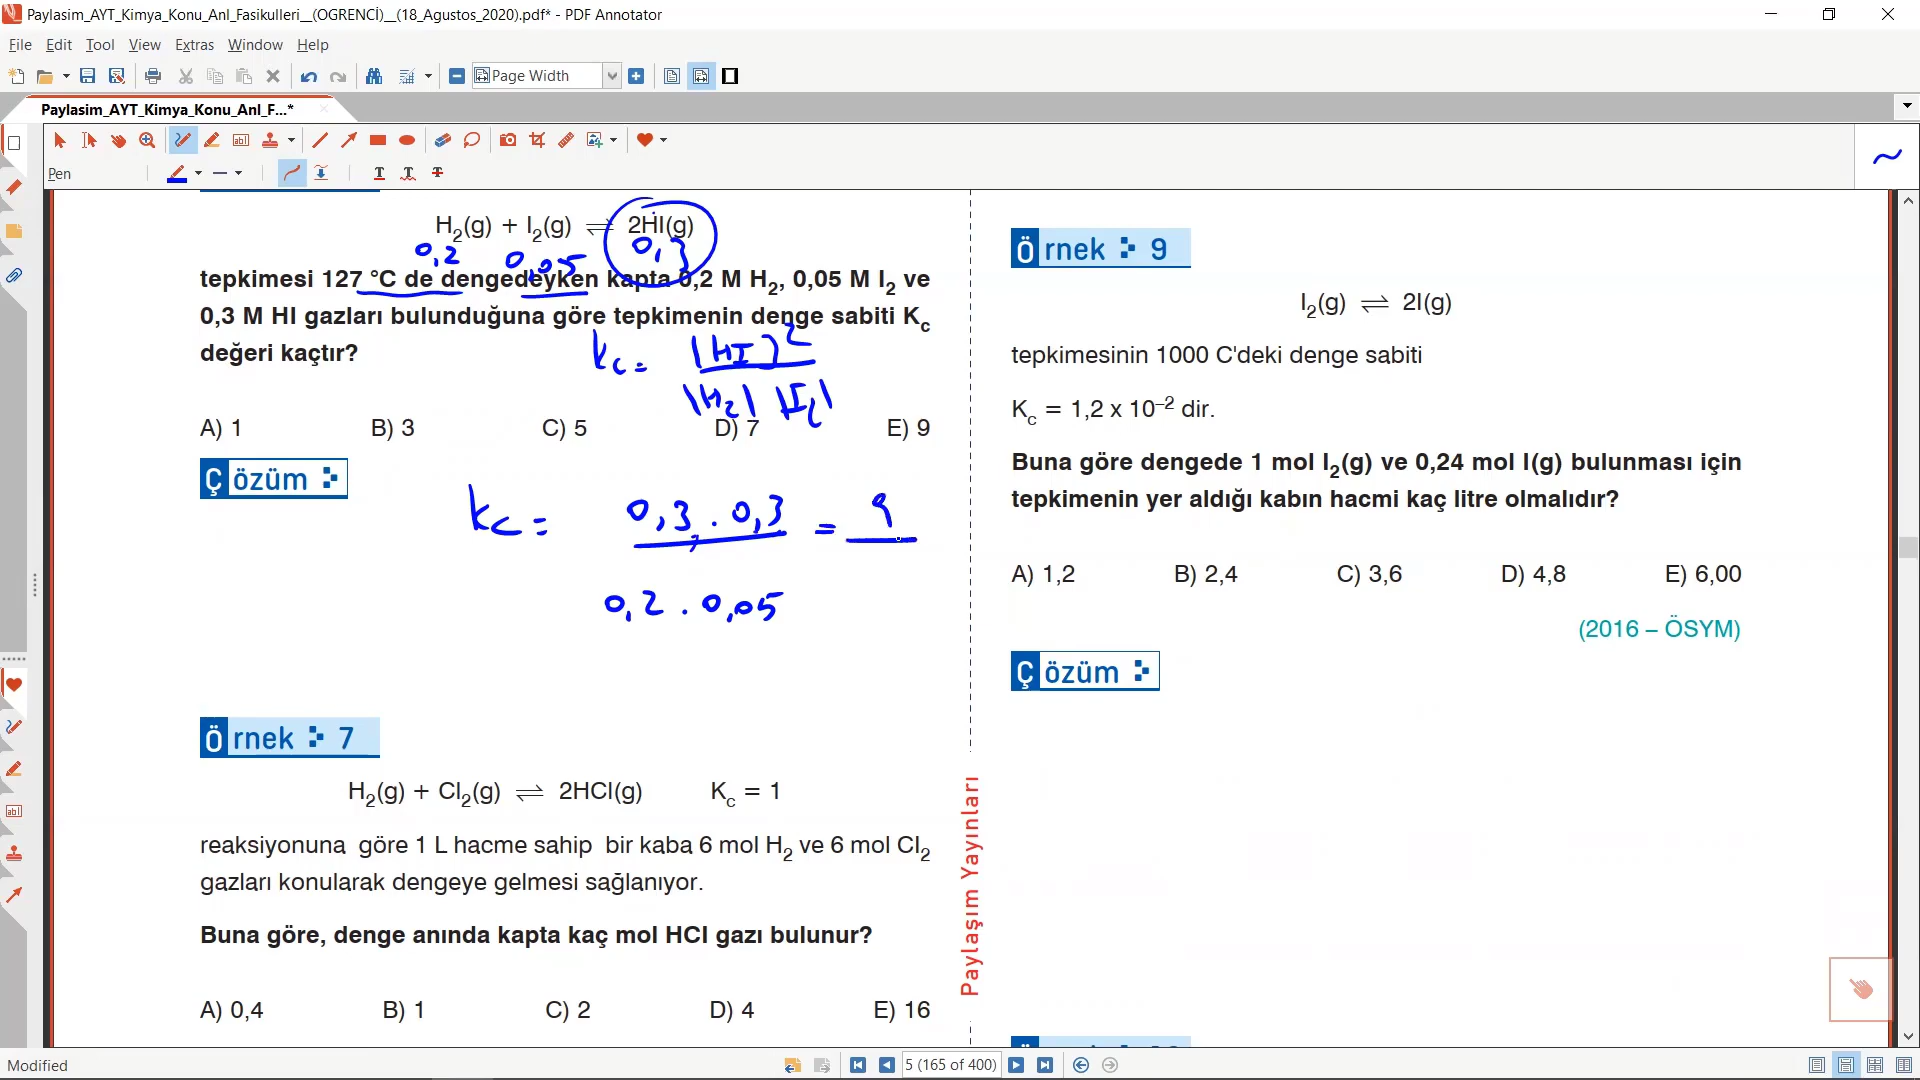 Paylasim_AYT_Kimya_Konu_Anl_Fasikulleri__(OGRENCİ)__(18_Agustos_2020).pdf* - PDF Annotator
File Edit Tool View Extras Window Help
Page Width
Paylasim_AYT_Kimya_Konu_Anl_F...*
Pen
H₂(g) + I₂(g) ⇌ 2HI(g)
0,2 0,05 0,3
tepkimesi 127 °C de dengedeyken kapta 0,2 M H₂, 0,05 M I₂ ve
0,3 M HI gazları bulunduğuna göre tepkimenin denge sabiti Kc
değeri kaçtır?
Kc = [HI]² / [H₂] [I₂]
A) 1 B) 3 C) 5 D) 7 E) 9
Çözüm
Kc = 0,3 . 0,3 = 9
0,2 . 0,05
Örnek 7
H₂(g) + Cl₂(g) ⇌ 2HCl(g) Kc = 1
reaksiyonuna göre 1 L hacme sahip bir kaba 6 mol H₂ ve 6 mol Cl₂
gazları konularak dengeye gelmesi sağlanıyor.
Buna göre, denge anında kapta kaç mol HCl gazı bulunur?
A) 0,4 B) 1 C) 2 D) 4 E) 16
Paylaşım Yayınları
Örnek 9
I₂(g) ⇌ 2I(g)
tepkimesinin 1000 C'deki denge sabiti
Kc = 1,2 x 10⁻² dir.
Buna göre dengede 1 mol I₂(g) ve 0,24 mol I(g) bulunması için
tepkimenin yer aldığı kabın hacmi kaç litre olmalıdır?
A) 1,2 B) 2,4 C) 3,6 D) 4,8 E) 6,00
(2016 – ÖSYM)
Çözüm
Modified
5 (165 of 400)